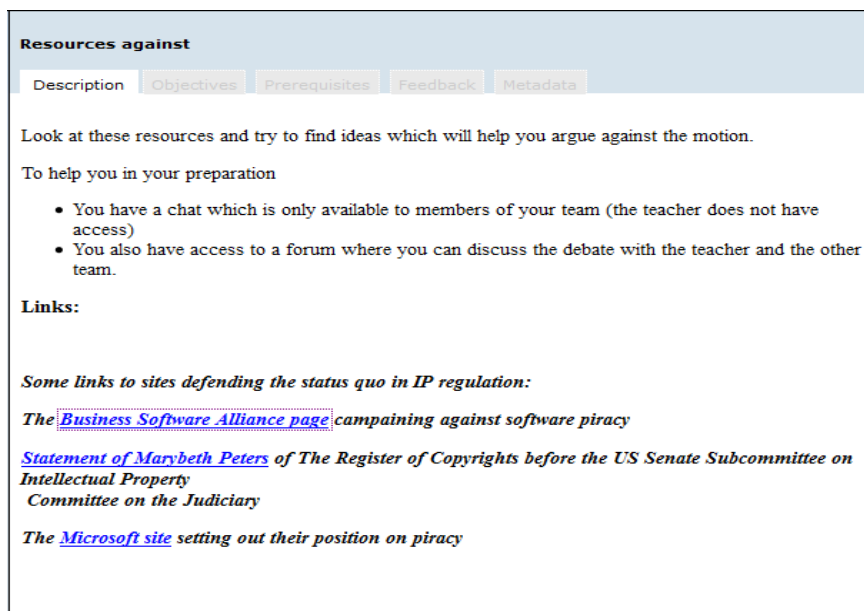 Resources against
Description Objectives Prerequisites Feedback Metadata
Look at these resources and try to find ideas which will help you argue against the motion.
To help you in your preparation
• You have a chat which is only available to members of your team (the teacher does not have
access)
• You also have access to a forum where you can discuss the debate with the teacher and the other
team.
Links:
Some links to sites defending the status quo in IP regulation:
The Business Software Alliance page campaining against software piracy
Statement of Marybeth Peters of The Register of Copyrights before the US Senate Subcommittee on
Intellectual Property
Committee on the Judiciary
The Microsoft site setting out their position on piracy